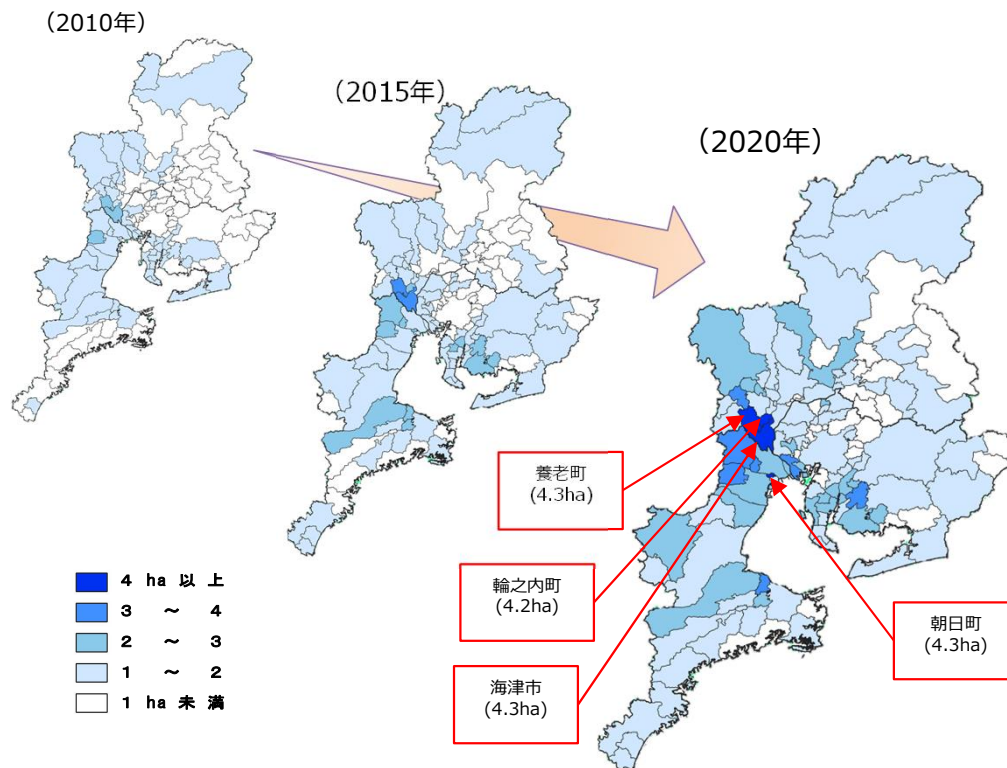 （2010年）
（2015年）
（2020年）
養老町
(4.3ha)
輪之内町
(4.2ha)
海津市
(4.3ha)
朝日町
(4.3ha)
4 ha 以上
3 ～ 4
2 ～ 3
1 ～ 2
1 ha 未満